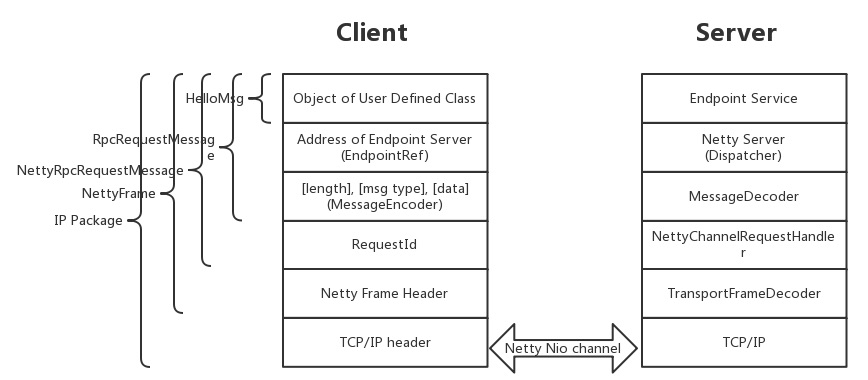 Client
Server
HelloMsg
Object of User Defined Class
Endpoint Service
RpcRequestMessag
e
Address of Endpoint Server
(EndpointRef)
Netty Server
(Dispatcher)
NettyRpcRequestMessage
NettyFrame
[length], [msg type], [data]
(MessageEncoder)
MessageDecoder
IP Package
RequestId
NettyChannelRequestHandle
r
Netty Frame Header
TransportFrameDecoder
TCP/IP header
Netty Nio channel
TCP/IP